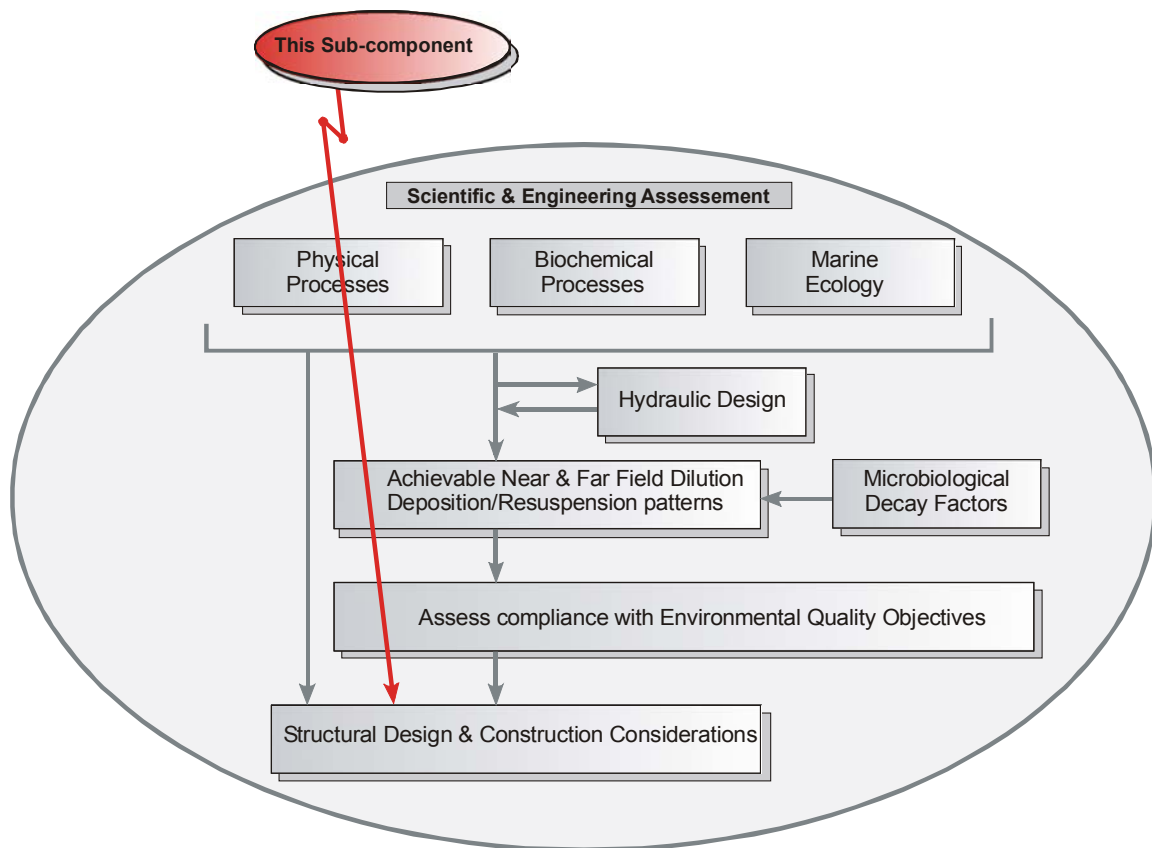 This Sub-component
Scientific & Engineering Assessement
Physical
Processes
Biochemical
Processes
Marine
Ecology
Hydraulic Design
Achievable Near & Far Field Dilution
Deposition/Resuspension patterns
Microbiological
Decay Factors
Assess compliance with Environmental Quality Objectives
Structural Design & Construction Considerations